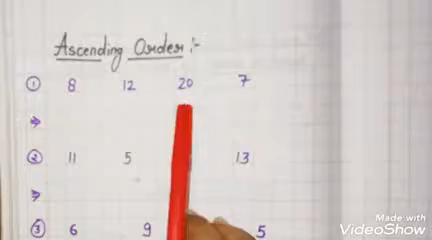 Ascending Order :-
① 8 12 20 7
⇒
② 11 5 13
⇒
③ 6 9 5
Made with
VideoShow